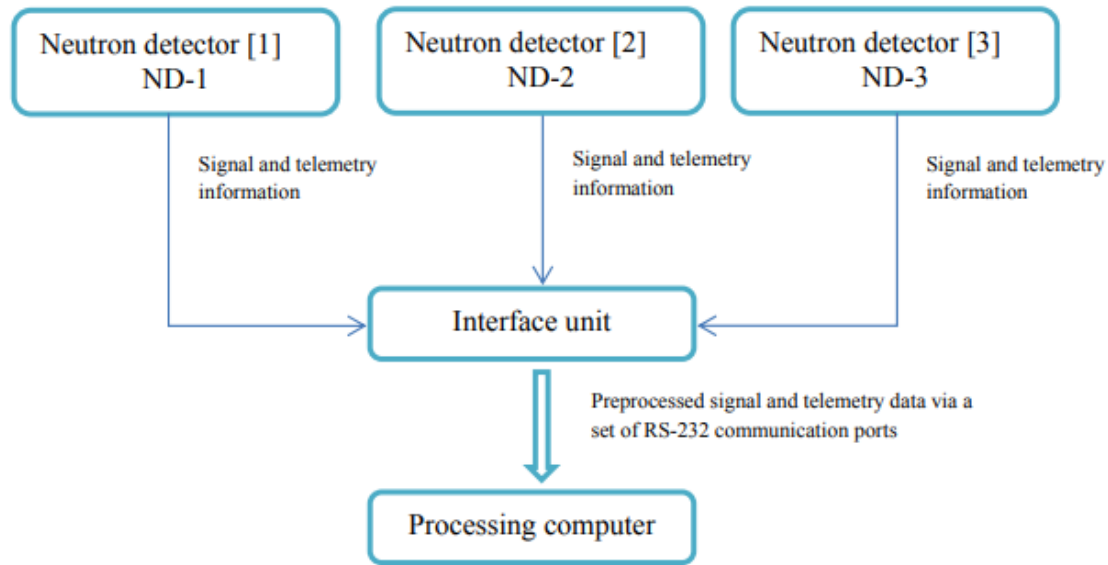 Neutron detector [1]
ND-1
Neutron detector [2]
ND-2
Neutron detector [3]
ND-3
Signal and telemetry
information
Signal and telemetry
information
Signal and telemetry
information
Interface unit
Preprocessed signal and telemetry data via a
set of RS-232 communication ports
Processing computer